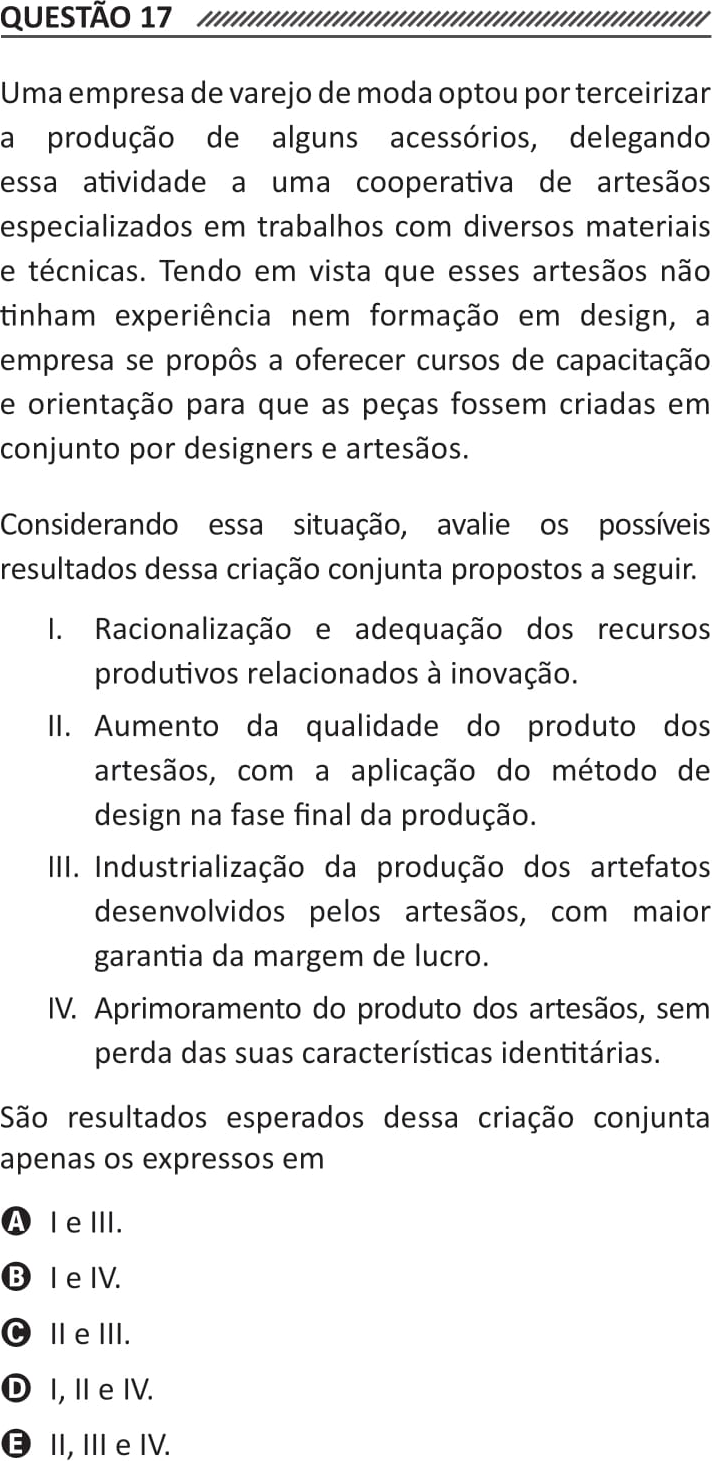 QUESTÃO 17
Uma empresa de varejo de moda optou por terceirizar
a produção de alguns acessórios, delegando
essa atividade a uma cooperativa de artesãos
especializados em trabalhos com diversos materiais
e técnicas. Tendo em vista que esses artesãos não
tinham experiência nem formação em design, a
empresa se propôs a oferecer cursos de capacitação
e orientação para que as peças fossem criadas em
conjunto por designers e artesãos.
Considerando essa situação, avalie os possíveis
resultados dessa criação conjunta propostos a seguir.
I. Racionalização e adequação dos recursos
produtivos relacionados à inovação.
II. Aumento da qualidade do produto dos
artesãos, com a aplicação do método de
design na fase final da produção.
III. Industrialização da produção dos artefatos
desenvolvidos pelos artesãos, com maior
garantia da margem de lucro.
IV. Aprimoramento do produto dos artesãos, sem
perda das suas características identitárias.
São resultados esperados dessa criação conjunta
apenas os expressos em
A I e III.
B I e IV.
C II e III.
D I, II e IV.
E II, III e IV.